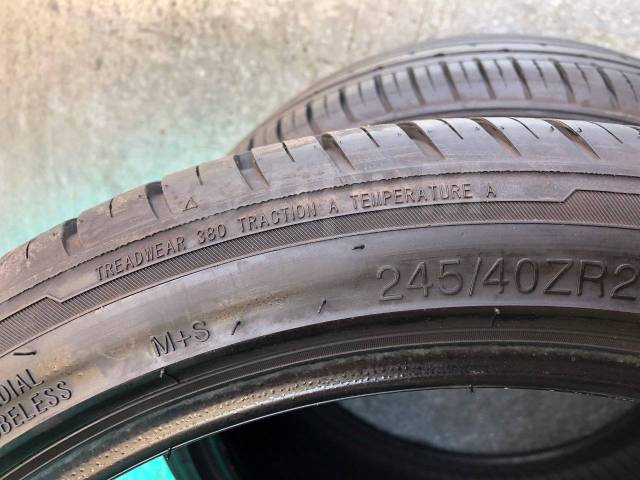 TREADWEAR 380 TRACTION A TEMPERATURE A
245/40ZR2
M+S
DIAL
BELESS